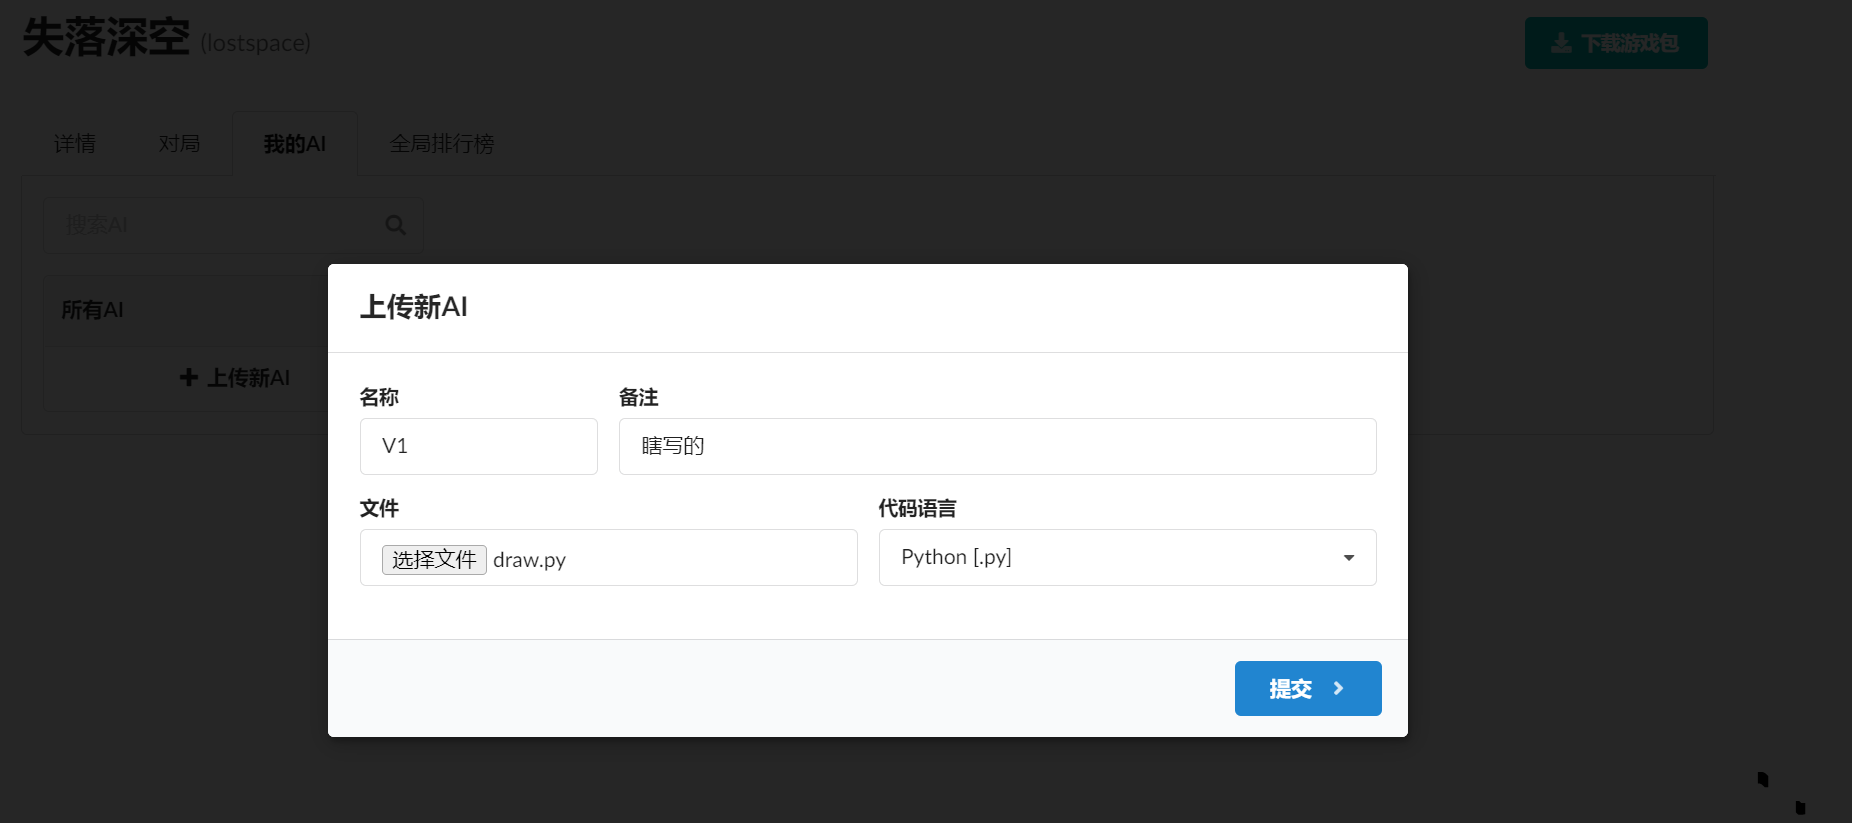 失落深空 (lostspace)
下载游戏包
详情 对局 我的AI 全局排行榜
搜索AI
所有AI
上传新AI
上传新AI
名称 备注
V1 瞎写的
文件 代码语言
选择文件 draw.py Python [.py]
提交